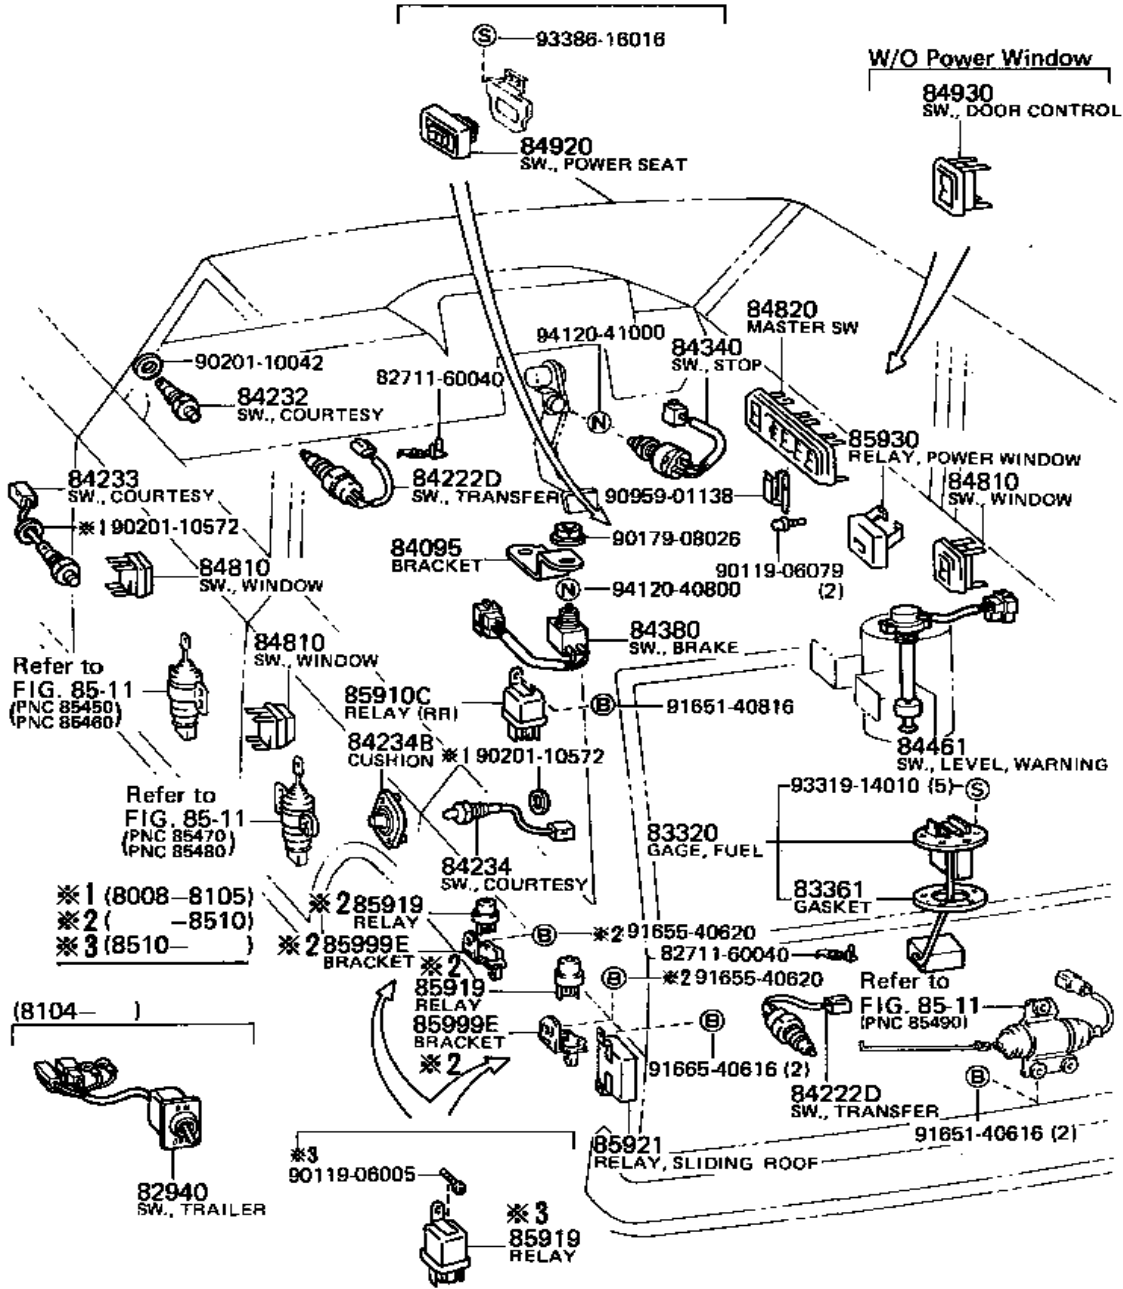 S 93386-16016
W/O Power Window
84930
SW., DOOR CONTROL
84920
SW., POWER SEAT
84820
MASTER SW
94120-41000
84340
SW., STOP
90201-10042
82711-60040
84232
SW., COURTESY
N
85930
RELAY, POWER WINDOW
84233
SW., COURTESY
84222D
SW., TRANSFER
90959-01138
84810
SW., WINDOW
※1 90201-10572
90179-08026
84095
BRACKET
84810
SW., WINDOW
90119-06079
(2)
N 94120-40800
84810
SW., WINDOW
84380
SW., BRAKE
Refer to
FIG. 85-11
(PNC 85450)
(PNC 85460)
85910C
RELAY (RR)
B 91651-40816
84234B
CUSHION
※1 90201-10572
84461
SW., LEVEL, WARNING
93319-14010 (5) S
Refer to
FIG. 85-11
(PNC 85470)
(PNC 85480)
83320
GAGE, FUEL
84234
SW., COURTESY
83361
GASKET
※1 (8008-8105)
※2 ( -8510)
※3 (8510- )
※2 85919
RELAY
B ※2 91655-40620
※2 85999E
BRACKET
82711-60040
※2
85919
RELAY
B ※2 91655-40620
Refer to
FIG. 85-11
(PNC 85490)
(8104- )
85999E
BRACKET
※2
B
91665-40616 (2)
84222D
SW., TRANSFER
B
91651-40616 (2)
85921
RELAY, SLIDING ROOF
※3
90119-06005
82940
SW., TRAILER
※3
85919
RELAY